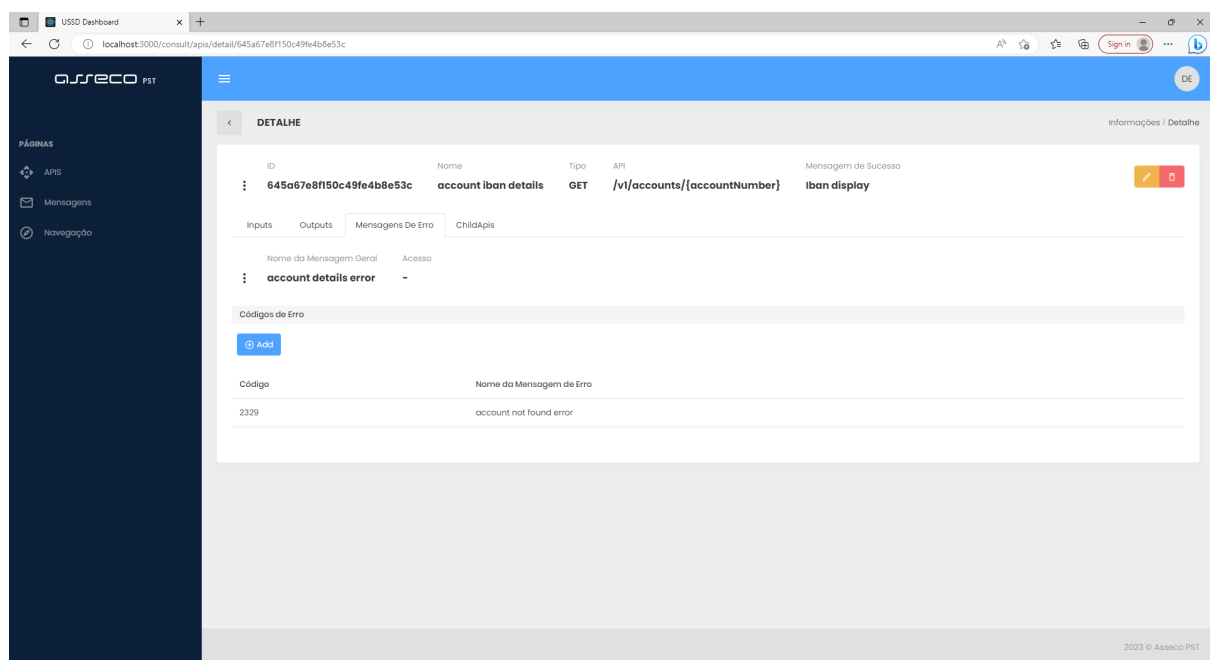 USSD Dashboard
localhost:3000/consult/apis/detail/645a67e8f150c49fe4b8e53c
Sign in
asseco PST
DE
DETALHE
Informações / Detalhe
PÁGINAS
APIS
Mensagens
Navegação
ID Nome Tipo API Mensagem de Sucesso
645a67e8f150c49fe4b8e53c account iban details GET /v1/accounts/{accountNumber} Iban display
Inputs Outputs Mensagens De Erro ChildApis
Nome da Mensagem Geral Acesso
account details error -
Códigos de Erro
Add
Código Nome da Mensagem de Erro
2329 account not found error
2023 © Asseco PST